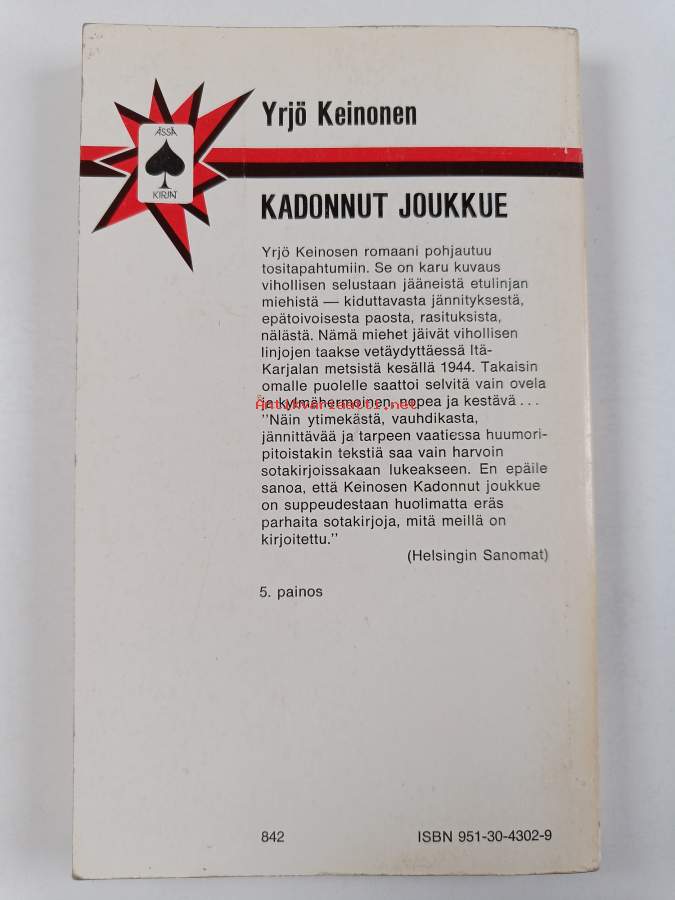 Yrjö Keinonen
ÄSSÄ
KIRJAT
KADONNUT JOUKKUE
Yrjö Keinosen romaani pohjautuu
tositapahtumiin. Se on karu kuvaus
vihollisen selustaan jääneistä etulinjan
miehistä — kiduttavasta jännityksestä,
epätoivoisesta paosta, rasituksista,
nälästä. Nämä miehet jäivät vihollisen
linjojen taakse vetäydyttäessä Itä-
Karjalan metsistä kesällä 1944. Takaisin
omalle puolelle saattoi selvitä vain ovela
ja kylmähermoinen, nopea ja kestävä...
Antikvariaatti.net
"Näin ytimekästä, vauhdikasta,
jännittävää ja tarpeen vaatiessa huumori-
pitoistakin tekstiä saa vain harvoin
sotakirjoissakaan lukeakseen. En epäile
sanoa, että Keinosen Kadonnut joukkue
on suppeudestaan huolimatta eräs
parhaita sotakirjoja, mitä meillä on
kirjoitettu."
(Helsingin Sanomat)
5. painos
842 ISBN 951-30-4302-9